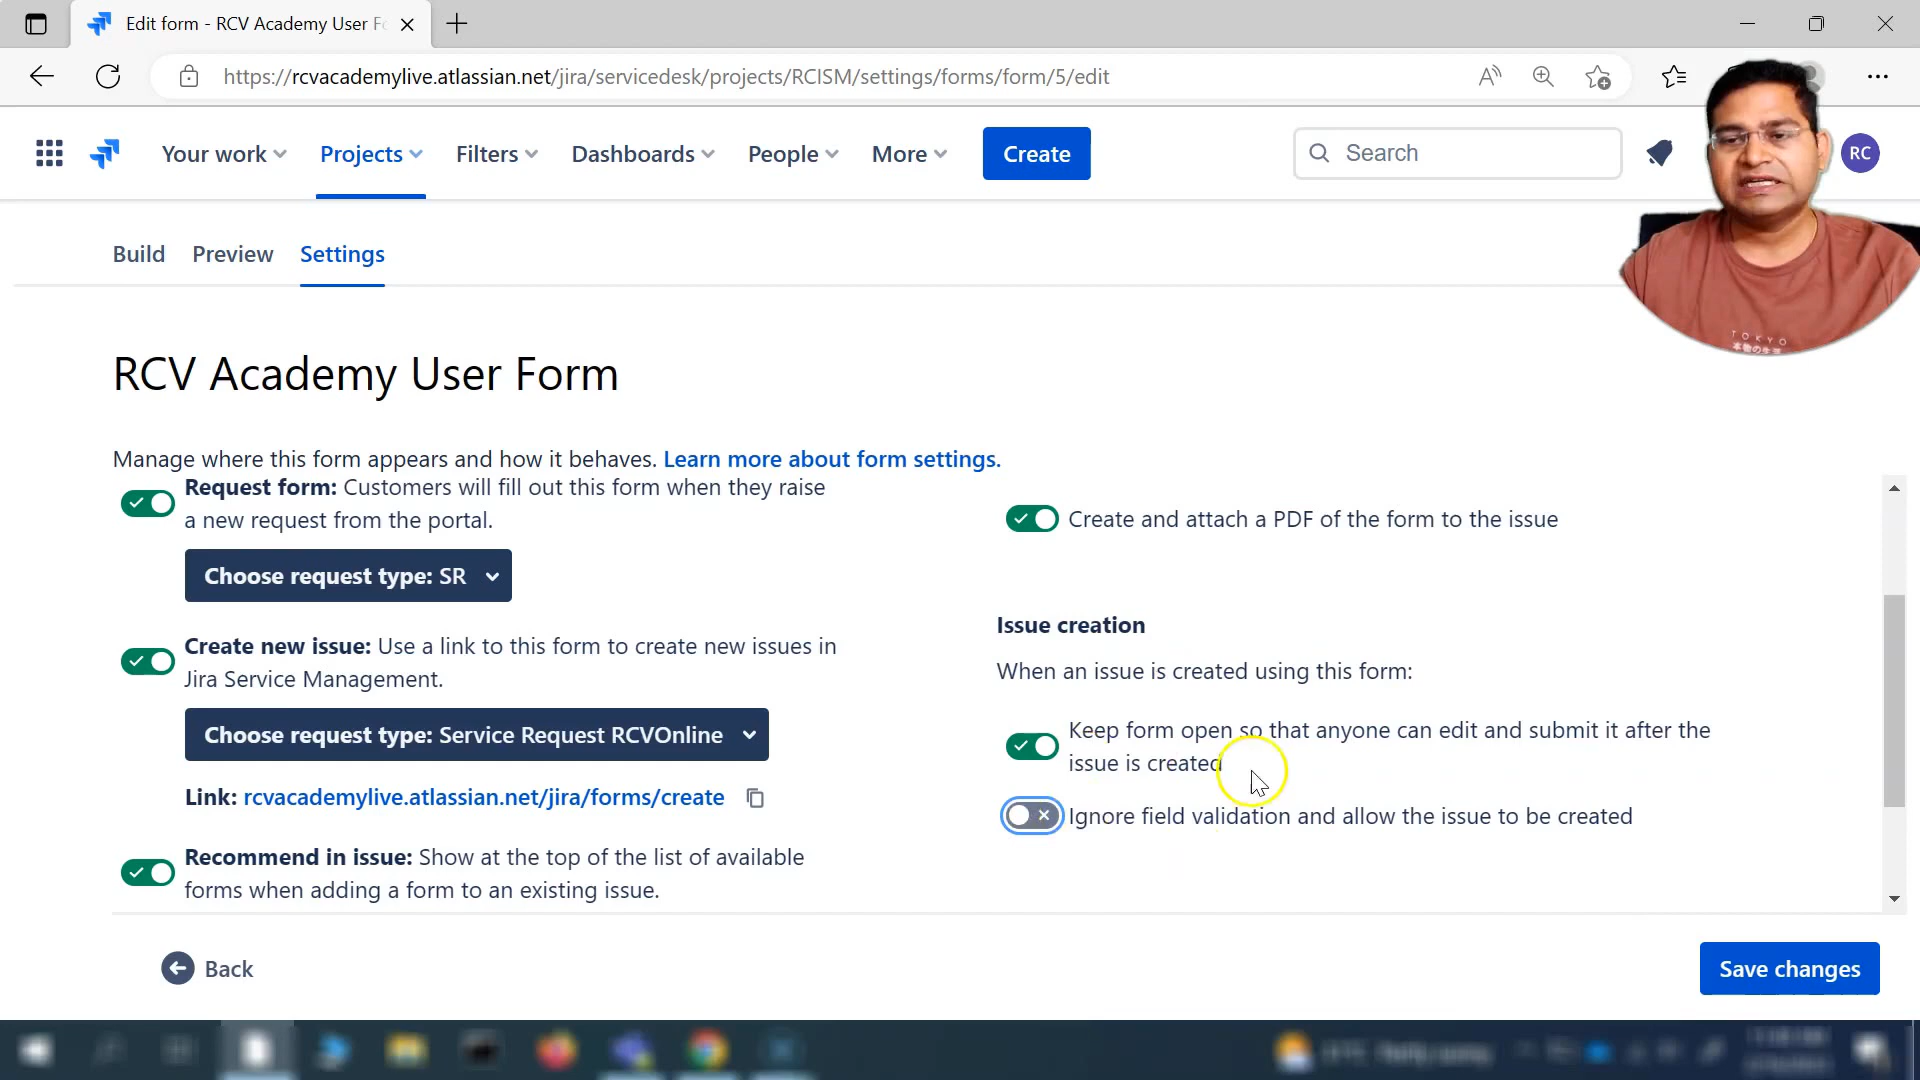 Edit form - RCV Academy User Fo
https://rcvacademylive.atlassian.net/jira/servicedesk/projects/RCISM/settings/forms/form/5/edit
Your work
Projects
Filters
Dashboards
People
More
Create
Search
RC
Build
Preview
Settings
TOKYO
RCV Academy User Form
Manage where this form appears and how it behaves. Learn more about form settings.
Request form: Customers will fill out this form when they raise
a new request from the portal.
Choose request type: SR
Create new issue: Use a link to this form to create new issues in
Jira Service Management.
Choose request type: Service Request RCVOnline
Link: rcvacademylive.atlassian.net/jira/forms/create
Recommend in issue: Show at the top of the list of available
forms when adding a form to an existing issue.
Create and attach a PDF of the form to the issue
Issue creation
When an issue is created using this form:
Keep form open so that anyone can edit and submit it after the
issue is created
Ignore field validation and allow the issue to be created
Back
Save changes